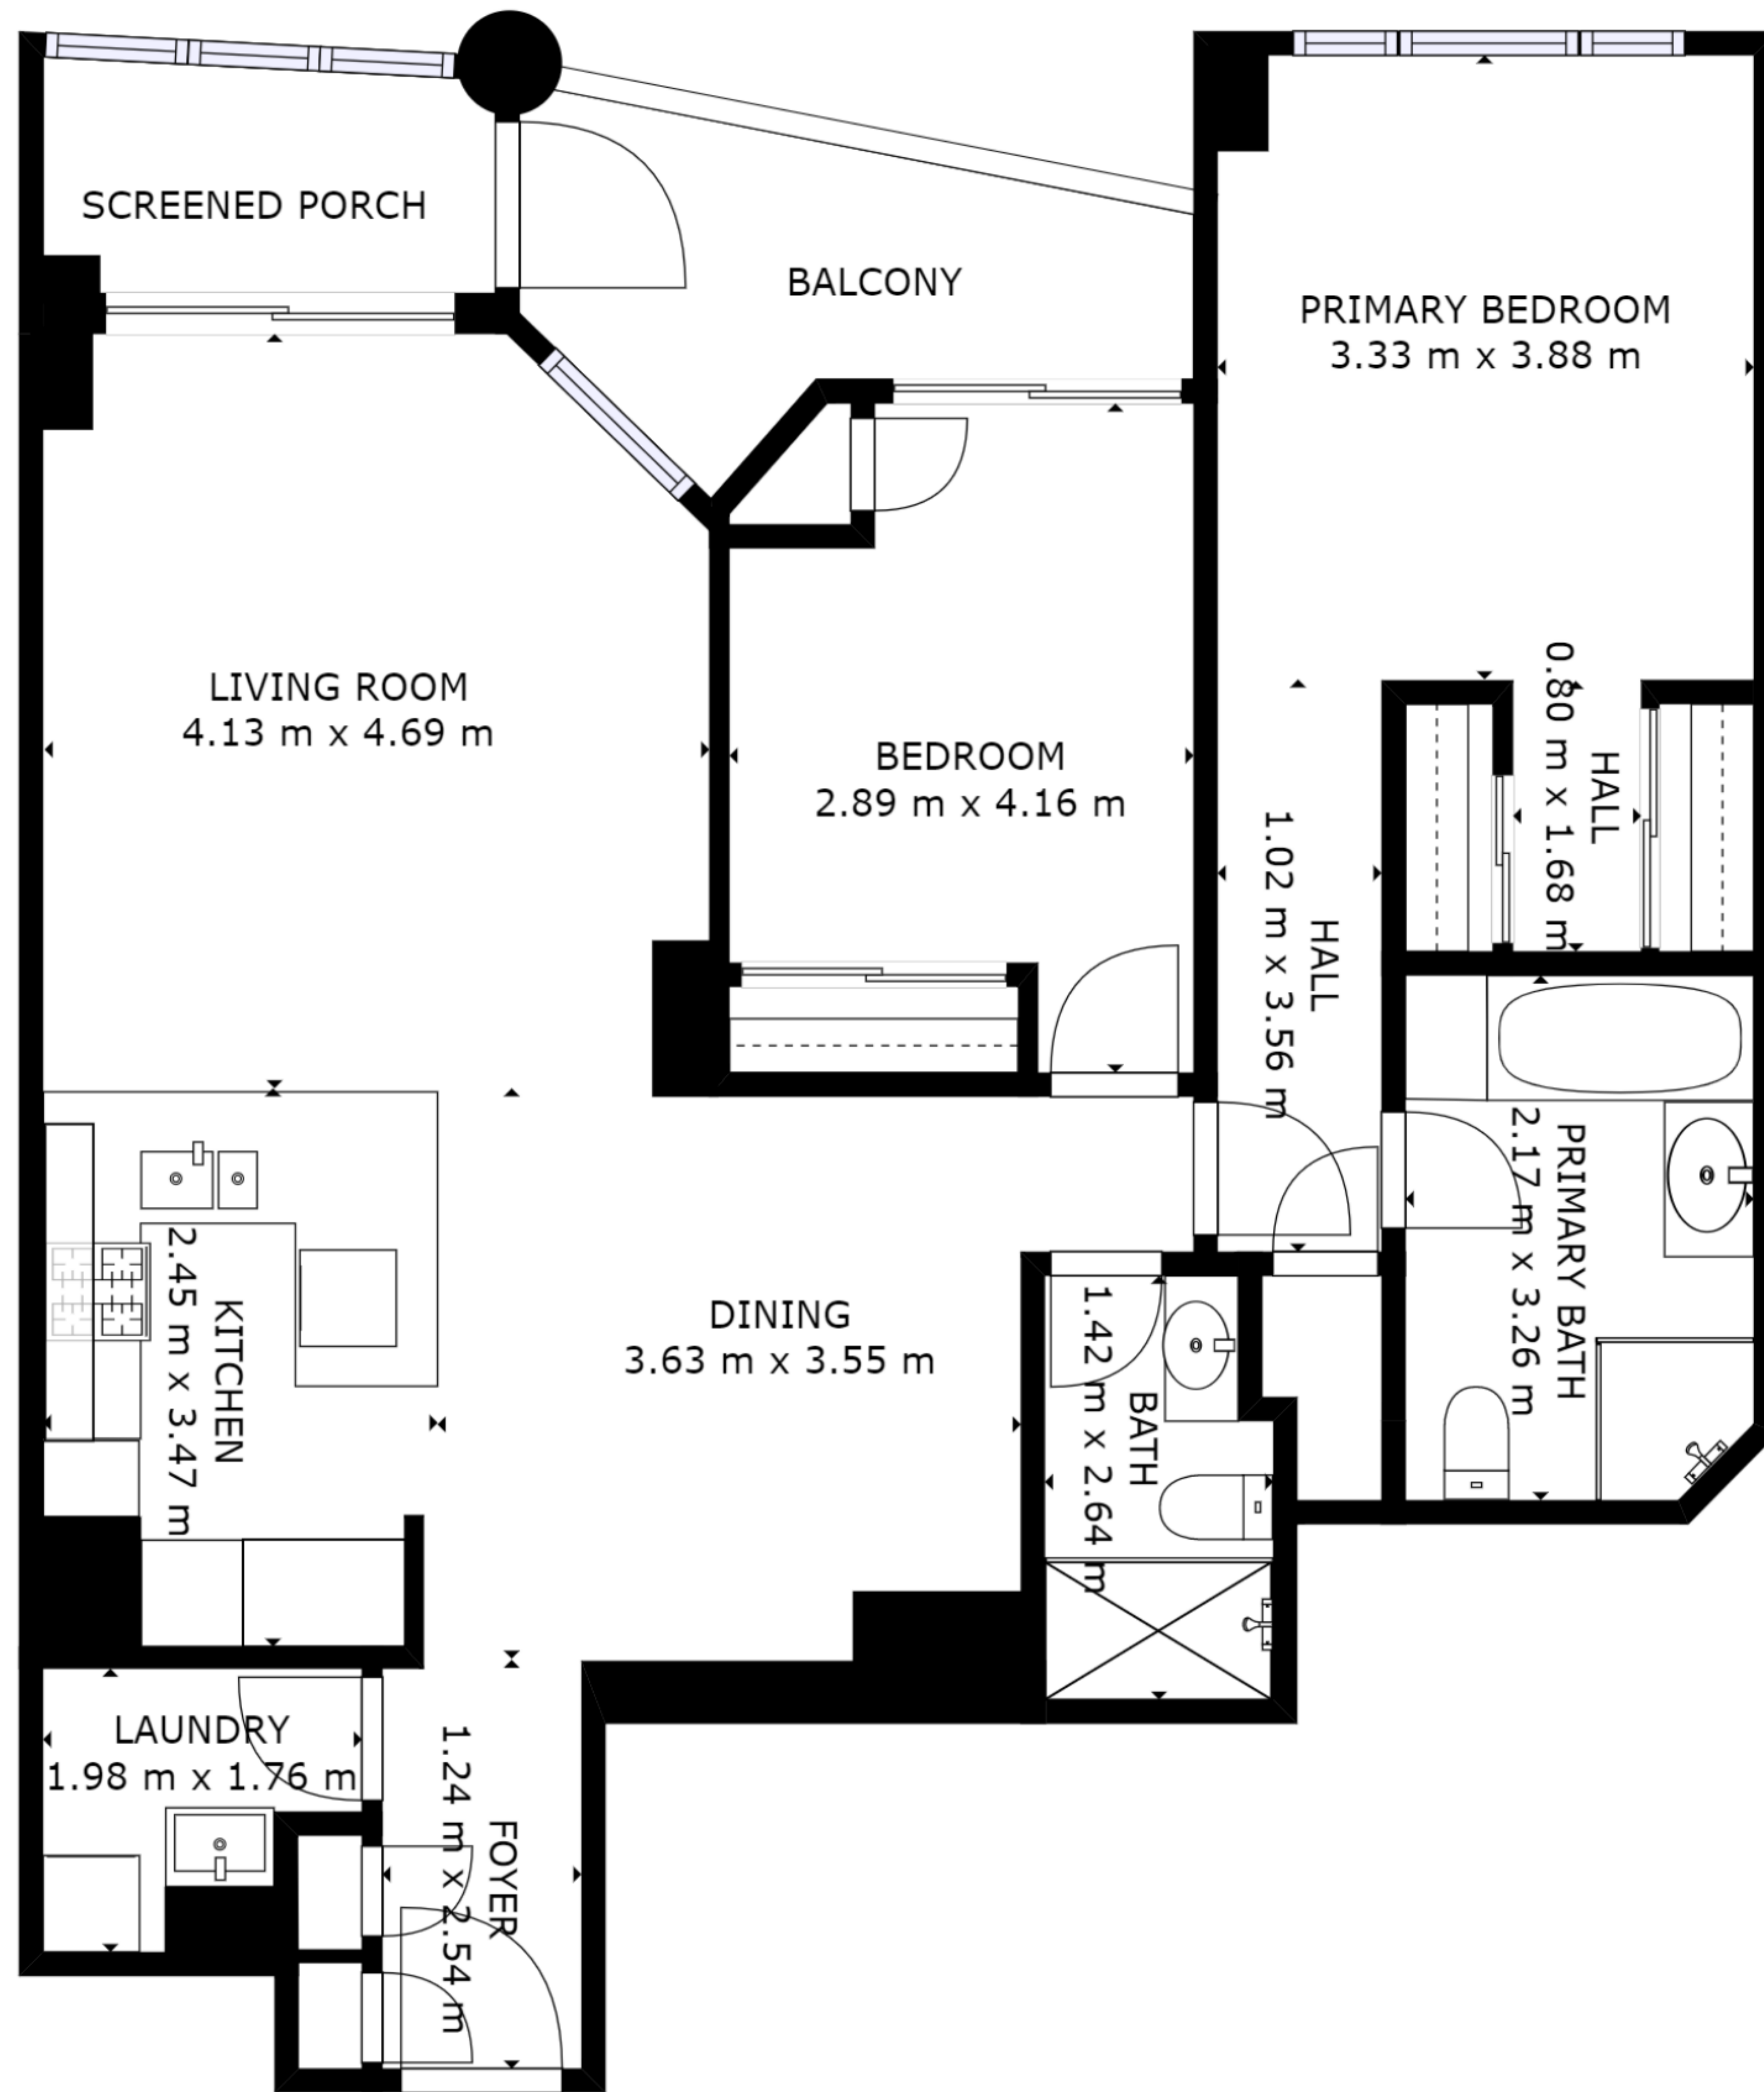 SCREENED PORCH
BALCONY
PRIMARY BEDROOM
3.33 m x 3.88 m
LIVING ROOM
4.13 m x 4.69 m
BEDROOM
2.89 m x 4.16 m
HALL
0.80 m x 1.68 m
HALL
1.02 m x 3.56 m
PRIMARY BATH
2.17 m x 3.26 m
KITCHEN
2.45 m x 3.47 m
DINING
3.63 m x 3.55 m
BATH
1.42 m x 2.64 m
LAUNDRY
1.98 m x 1.76 m
FOYER
1.24 m x 2.54 m